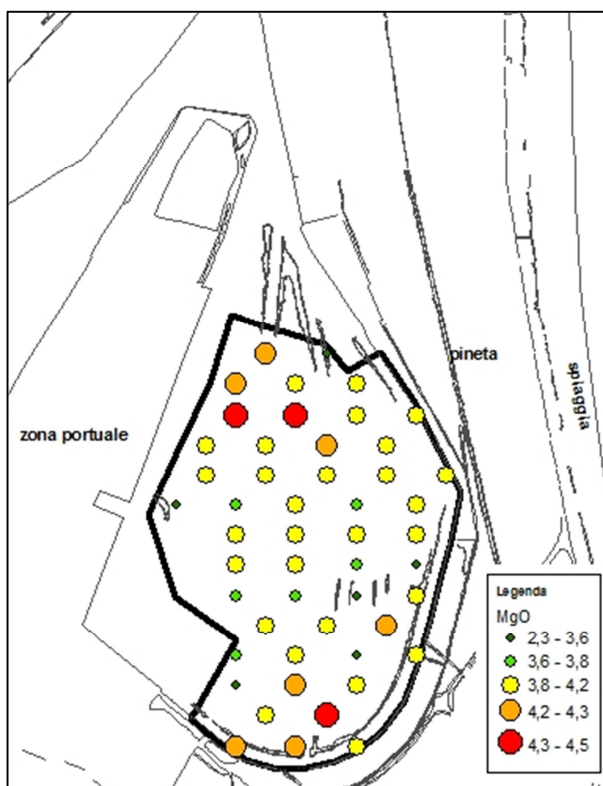 pineta
spiaggia
zona portuale
Legenda
MgO
2,3 - 3,6
3,6 - 3,8
3,8 - 4,2
4,2 - 4,3
4,3 - 4,5